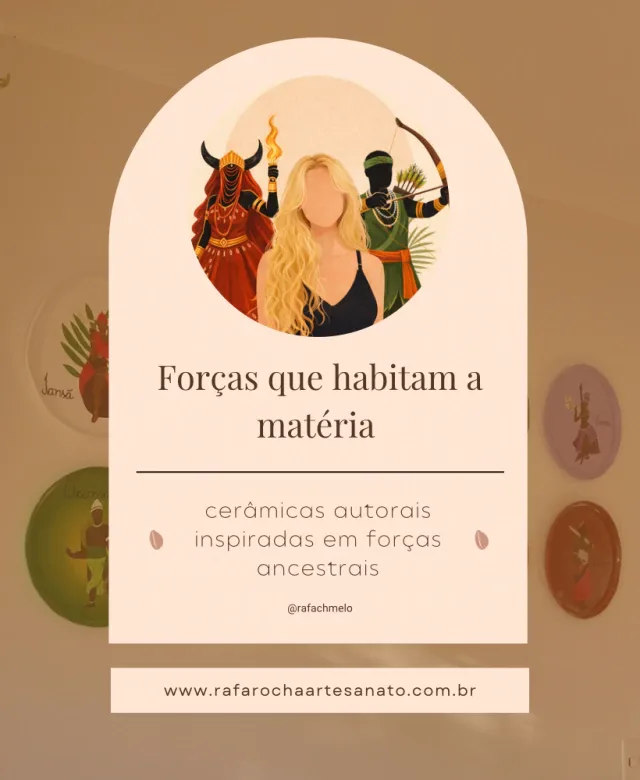 Forças que habitam a
matéria
Iansã
cerâmicas autorais
inspiradas em forças
ancestrais
@rafachmelo
www.rafarochaartesanato.com.br